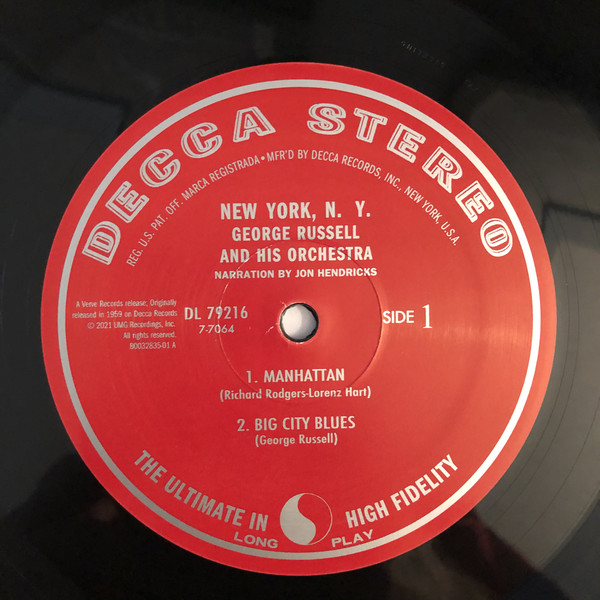 DECCA STEREO
REG. U.S. PAT. OFF. MARCA REGISTRADA • MFR'D BY DECCA RECORDS, INC., NEW YORK, U.S.A.
NEW YORK, N. Y.
GEORGE RUSSELL
AND HIS ORCHESTRA
NARRATION BY JON HENDRICKS
A Verve Records release, Originally
released in 1959 on Decca Records
© 2021 UMG Recordings, Inc.
All rights reserved.
B0032835-01 A
DL 79216
7-7064
SIDE 1
1. MANHATTAN
(Richard Rodgers-Lorenz Hart)
2. BIG CITY BLUES
(George Russell)
THE ULTIMATE IN HIGH FIDELITY
LONG PLAY